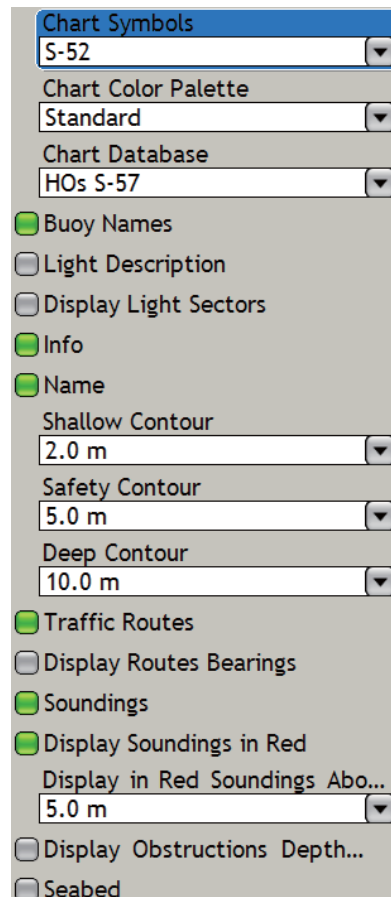 Chart Symbols
S-52
Chart Color Palette
Standard
Chart Database
HOs S-57
Buoy Names
Light Description
Display Light Sectors
Info
Name
Shallow Contour
2.0 m
Safety Contour
5.0 m
Deep Contour
10.0 m
Traffic Routes
Display Routes Bearings
Soundings
Display Soundings in Red
Display in Red Soundings Abo...
5.0 m
Display Obstructions Depth...
Seabed